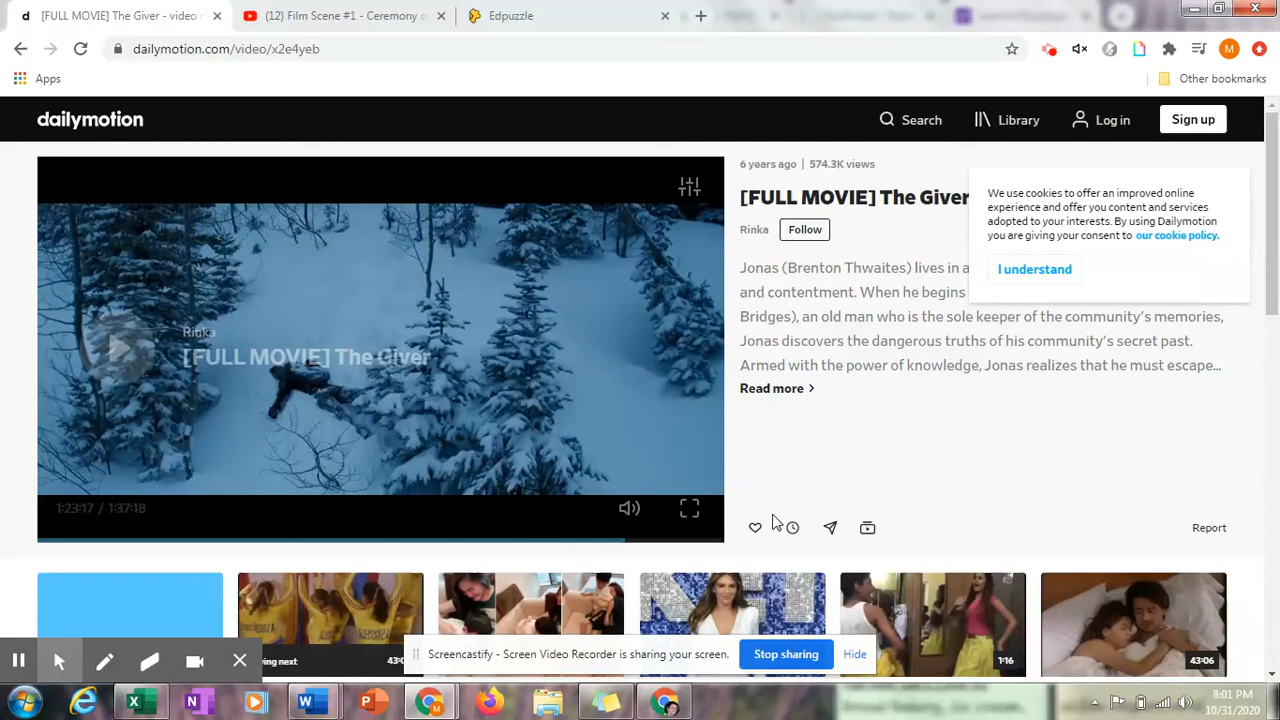 d [FULL MOVIE] The Giver - video
(12) Film Scene #1 - Ceremony o
Edpuzzle
dailymotion.com/video/x2e4yeb
M
Apps
Other bookmarks
dailymotion
Search
Library
Log in
Sign up
6 years ago | 574.3K views
[FULL MOVIE] The Giver
Rinka
Follow
Jonas (Brenton Thwaites) lives in a
and contentment. When he begins
Bridges), an old man who is the sole keeper of the community's memories,
Jonas discovers the dangerous truths of his community's secret past.
Armed with the power of knowledge, Jonas realizes that he must escape...
Read more
We use cookies to offer an improved online
experience and offer you content and services
adopted to your interests. By using Dailymotion
you are giving your consent to our cookie policy.
I understand
Rinka
[FULL MOVIE] The Giver
1:23:17 / 1:37:18
Report
ying next
43:0
1:16
43:06
Screencastify - Screen Video Recorder is sharing your screen.
Stop sharing
Hide
8:01 PM
10/31/2020